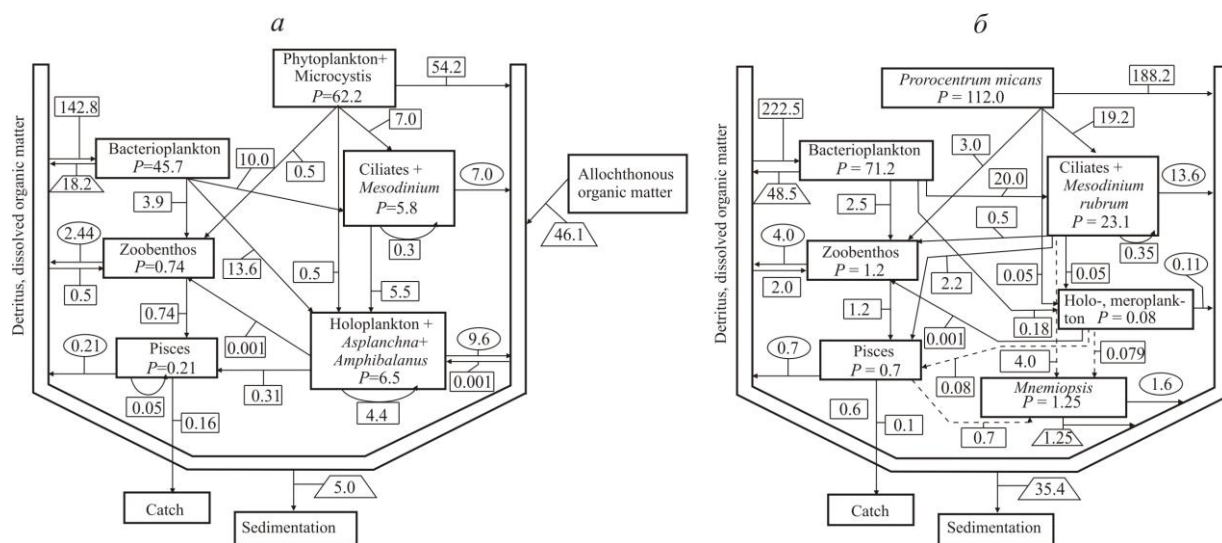 а
Phytoplankton+
Microcystis
P=62.2
54.2
142.8
7.0
Bacterioplankton
P=45.7
10.0
0.5
18.2
Ciliates +
Mesodinium
P=5.8
7.0
Allochthonous
organic matter
46.1
3.9
0.3
2.44
Zoobenthos
P=0.74
13.6
0.5
0.5
5.5
0.74
0.001
Holoplankton +
Asplanchna+
Amphibalanus
P=6.5
9.6
0.001
0.21
Pisces
P=0.21
0.31
0.05
0.16
4.4
5.0
Catch
Sedimentation
Detritus, dissolved organic matter
б
Prorocentrum micans
P = 112.0
188.2
222.5
19.2
Bacterioplankton
P = 71.2
3.0
20.0
48.5
Ciliates +
Mesodinium
rubrum
P = 23.1
13.6
2.5
0.5
0.35
4.0
Zoobenthos
P = 1.2
2.2
0.05
0.05
0.11
2.0
Holo-, meroplank-
ton P = 0.08
1.2
0.001
0.18
0.7
Pisces
P = 0.7
0.08
4.0
0.079
Mnemiopsis
P = 1.25
1.6
0.6
0.1
0.7
1.25
35.4
Catch
Sedimentation
Detritus, dissolved organic matter